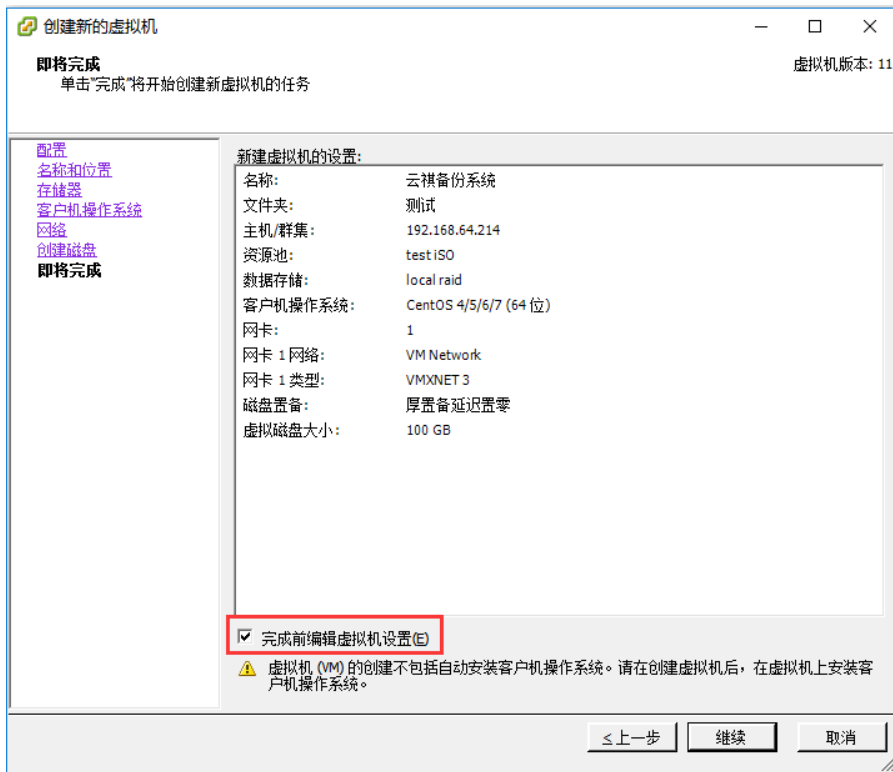 创建新的虚拟机
即将完成
单击"完成"将开始创建新虚拟机的任务
虚拟机版本: 11
配置
名称和位置
存储器
客户机操作系统
网络
创建磁盘
即将完成
新建虚拟机的设置:
名称: 云祺备份系统
文件夹: 测试
主机/群集: 192.168.64.214
资源池: test iSO
数据存储: local raid
客户机操作系统: CentOS 4/5/6/7 (64 位)
网卡: 1
网卡 1 网络: VM Network
网卡 1 类型: VMXNET 3
磁盘置备: 厚置备延迟置零
虚拟磁盘大小: 100 GB
完成前编辑虚拟机设置(E)
虚拟机 (VM) 的创建不包括自动安装客户机操作系统。请在创建虚拟机后，在虚拟机上安装客
户机操作系统。
≤上一步 继续 取消